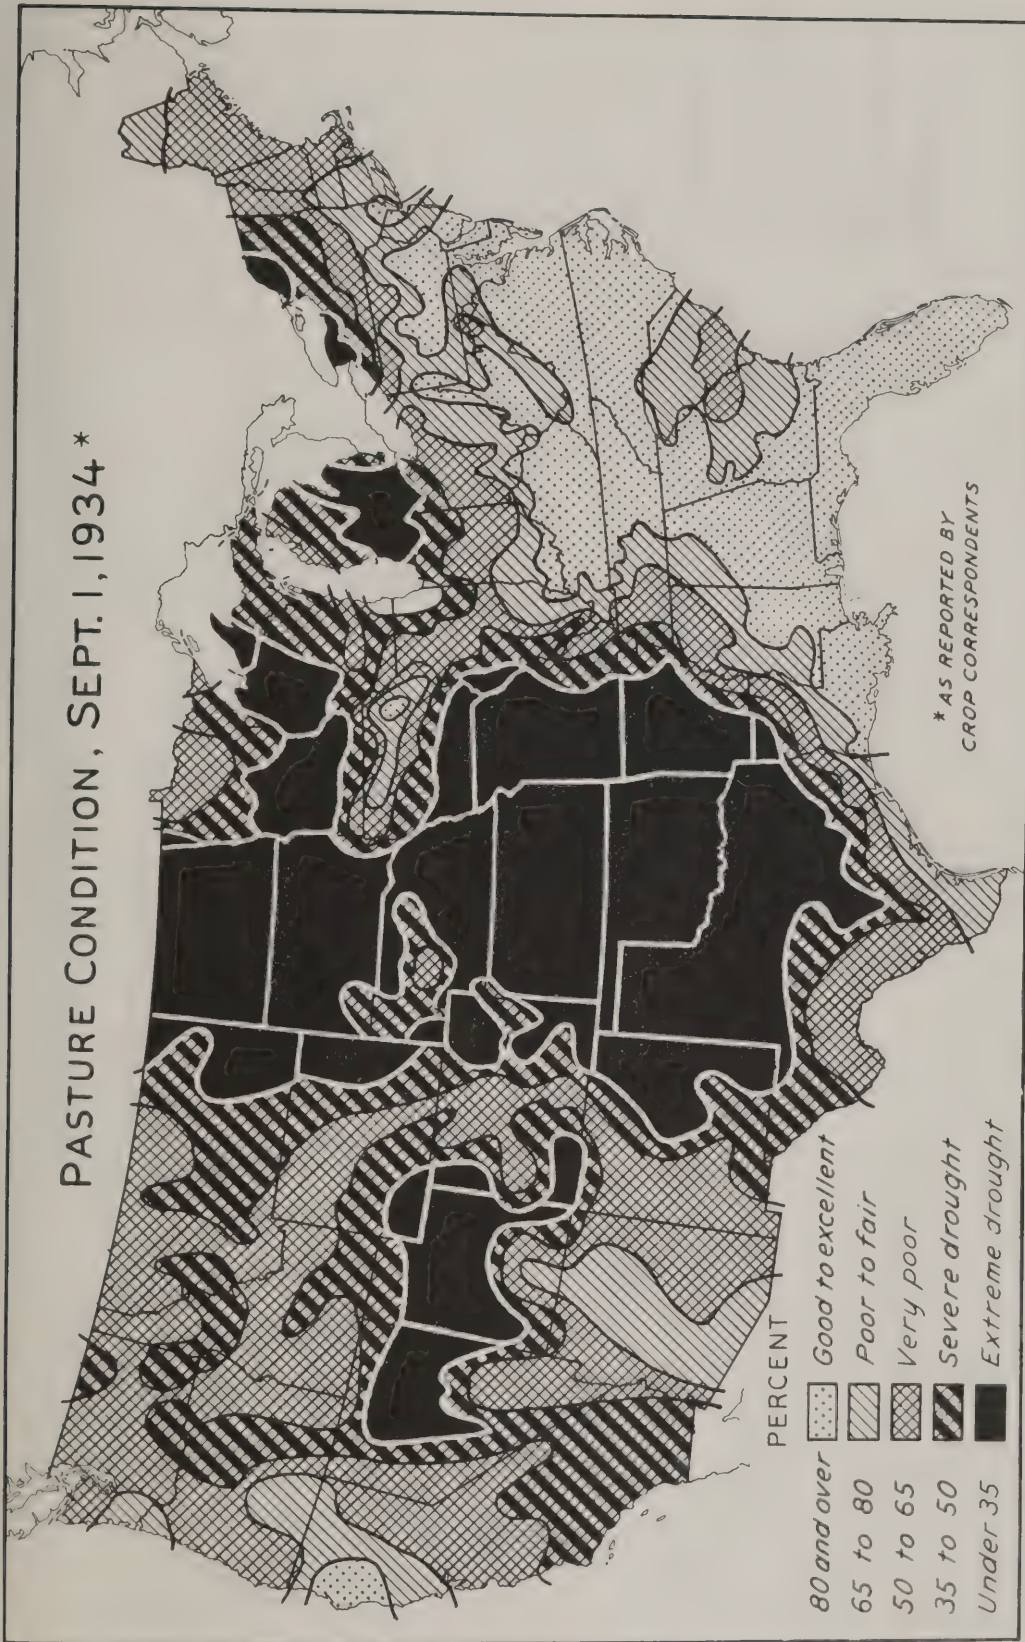 PASTURE CONDITION, SEPT. 1, 1934 *
PERCENT
80 and over Good to excellent
65 to 80 Poor to fair
50 to 65 Very poor
35 to 50 Severe drought
Under 35 Extreme drought
* AS REPORTED BY
CROP CORRESPONDENTS